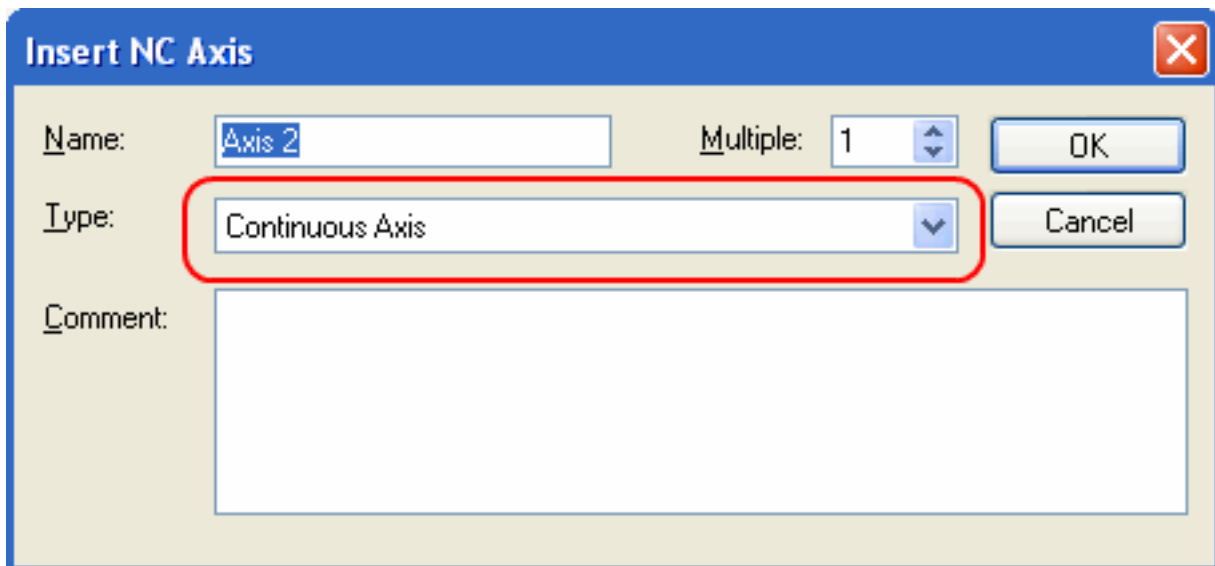 Insert NC Axis
Name: Axis 2 Multiple: 1 OK
Type: Continuous Axis Cancel
Comment: